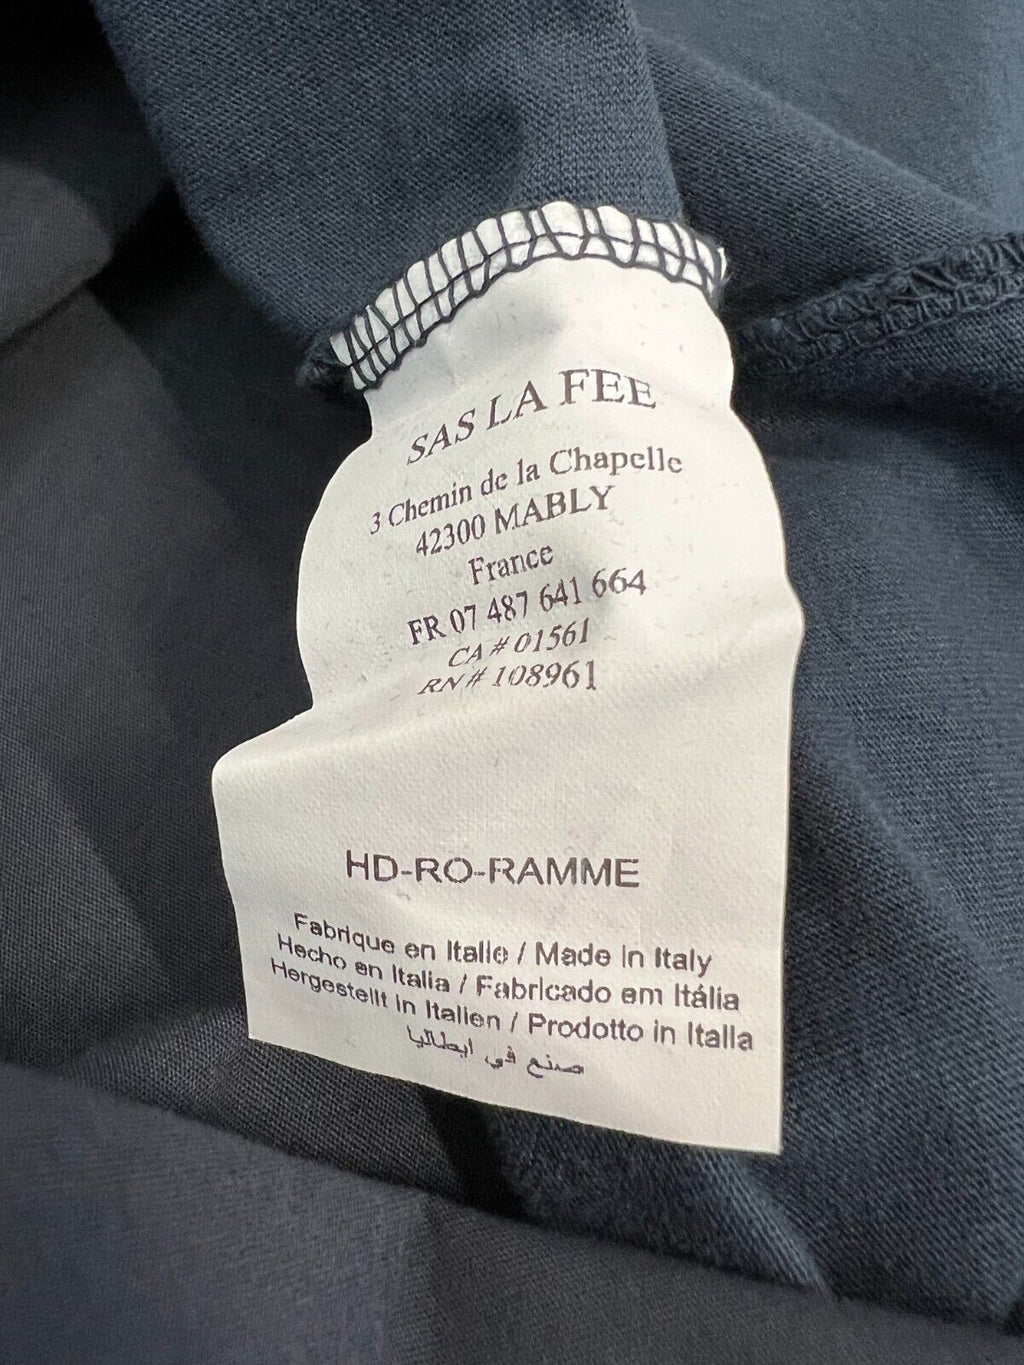 SAS LA FEE
3 Chemin de la Chapelle
42300 MABLY
France
FR 07 487 641 664
CA # 01561
RN # 108961
HD-RO-RAMME
Fabrique en Italie / Made in Italy
Hecho en Italia / Fabricado em Itália
Hergestellt in Italien / Prodotto in Italia
صنع في ايطاليا